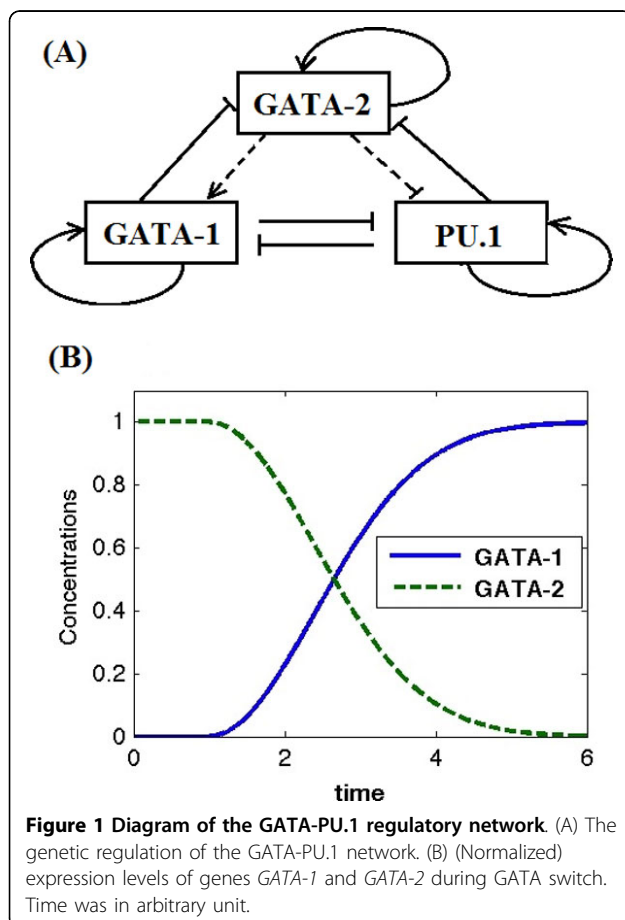 (A)
GATA-2
GATA-1
PU.1
(B)
1
0.8
0.6
0.4
0.2
0
Concentrations
GATA-1
GATA-2
0
2
4
6
time
Figure 1 Diagram of the GATA-PU.1 regulatory network. (A) The
genetic regulation of the GATA-PU.1 network. (B) (Normalized)
expression levels of genes GATA-1 and GATA-2 during GATA switch.
Time was in arbitrary unit.